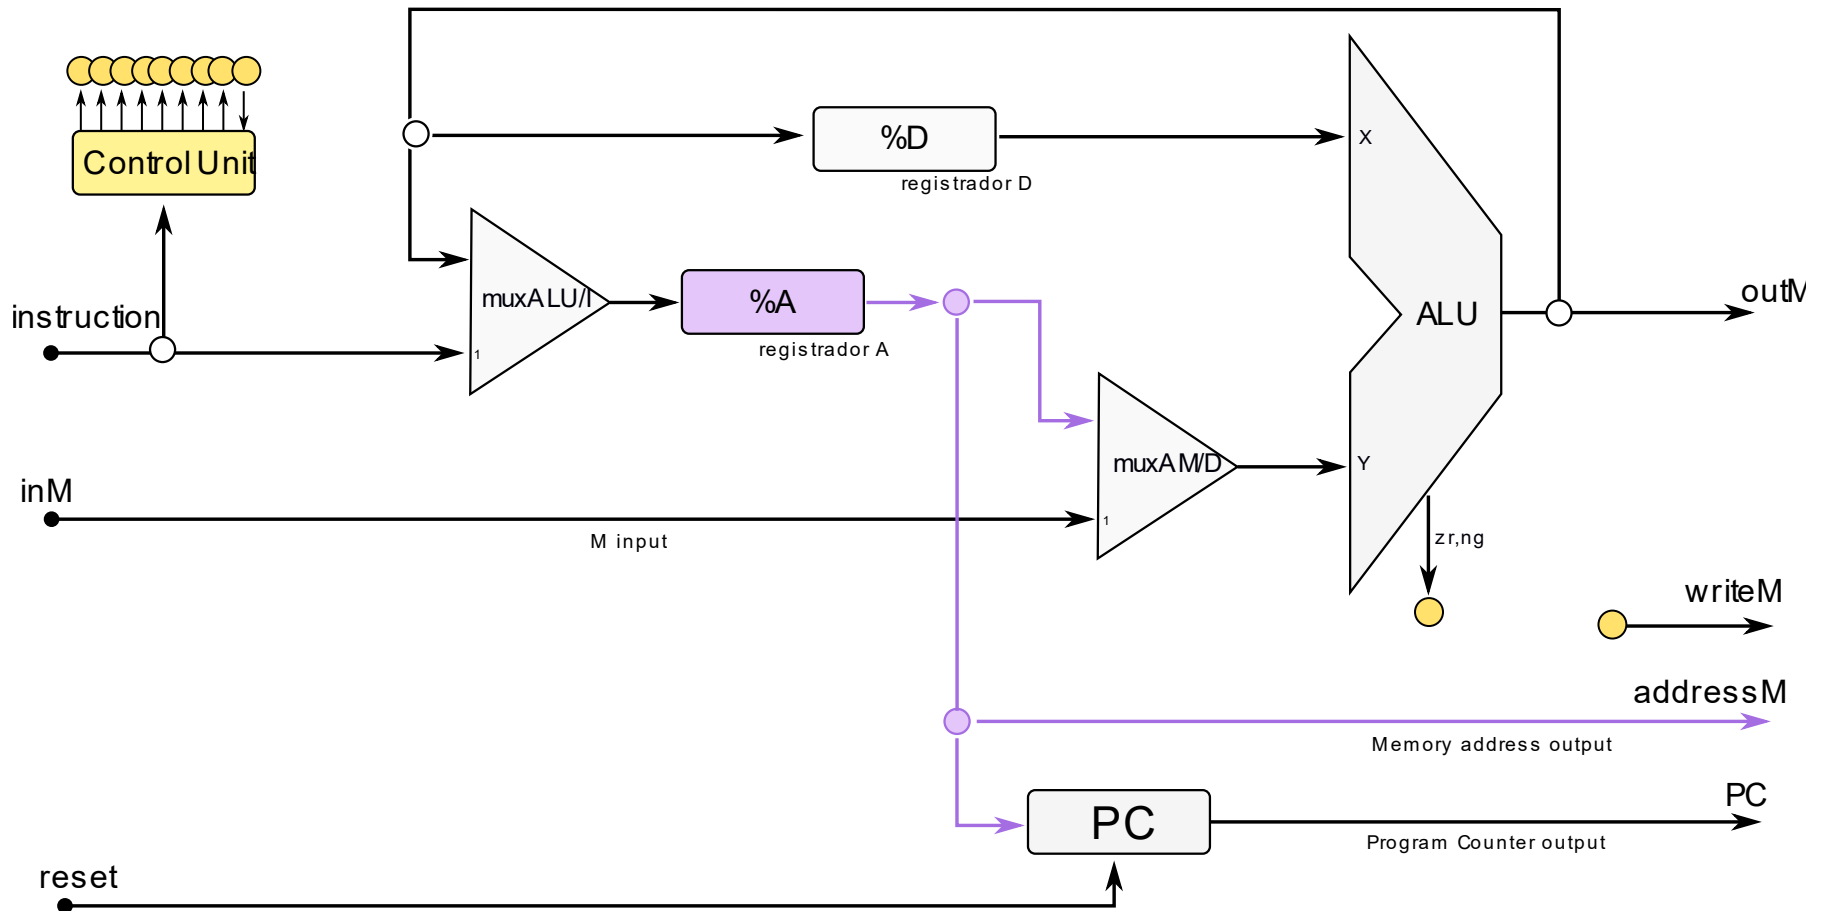 Control Unit
%D
X
registrador D
muxALU/I
%A
ALU
outM
instruction
1
registrador A
muxAM/D
Y
inM
1
M input
zr,ng
writeM
addressM
Memory address output
PC
PC
Program Counter output
reset